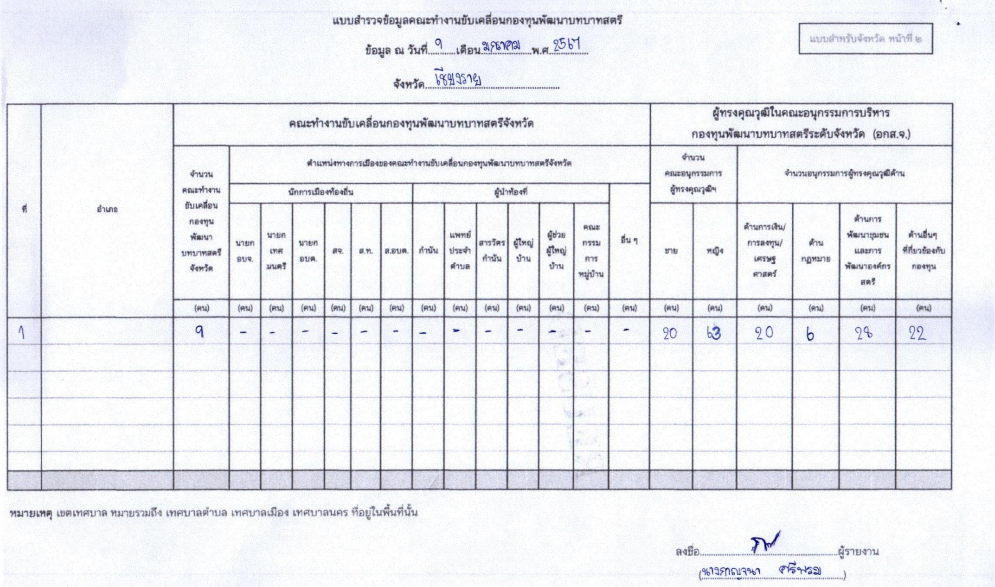 แบบสำรวจข้อมูลคณะทำงานขับเคลื่อนกองทุนพัฒนาบทบาทสตรี
แบบสำหรับจังหวัด หน้าที่ ๒
ข้อมูล ณ วันที่ 9 เดือน มกราคม พ.ศ. 2567
จังหวัด เชียงราย
ที่
อำเภอ
คณะทำงานขับเคลื่อนกองทุนพัฒนาบทบาทสตรีจังหวัด
ผู้ทรงคุณวุฒิในคณะอนุกรรมการบริหาร
กองทุนพัฒนาบทบาทสตรีระดับจังหวัด (อกส.จ.)
จำนวน
คณะทำงาน
ขับเคลื่อน
กองทุน
พัฒนา
บทบาทสตรี
จังหวัด
ตำแหน่งทางการเมืองของคณะทำงานขับเคลื่อนกองทุนพัฒนาบทบาทสตรีจังหวัด
จำนวน
คณะอนุกรรมการ
ผู้ทรงคุณวุฒิฯ
จำนวนอนุกรรมการผู้ทรงคุณวุฒิด้าน
นักการเมืองท้องถิ่น
ผู้นำท้องที่
นายก
อบจ.
นายก
เทศ
มนตรี
นายก
อบต.
สจ.
ส.ท.
ส.อบต.
กำนัน
แพทย์
ประจำ
ตำบล
สารวัตร
กำนัน
ผู้ใหญ่
บ้าน
ผู้ช่วย
ผู้ใหญ่
บ้าน
คณะ
กรรม
การ
หมู่บ้าน
อื่น ๆ
ชาย
หญิง
ด้านการเงิน/
การลงทุน/
เศรษฐ
ศาสตร์
ด้าน
กฎหมาย
ด้านการ
พัฒนาชุมชน
และการ
พัฒนาองค์กร
สตรี
ด้านอื่นๆ
ที่เกี่ยวข้องกับ
กองทุน
(คน) (คน) (คน) (คน) (คน) (คน) (คน) (คน) (คน) (คน) (คน) (คน) (คน) (คน) (คน) (คน) (คน) (คน) (คน) (คน)
1 9 - - - - - - - - - - - - - 20 63 20 6 28 22
หมายเหตุ เขตเทศบาล หมายรวมถึง เทศบาลตำบล เทศบาลเมือง เทศบาลนคร ที่อยู่ในพื้นที่นั้น
ลงชื่อ ผู้รายงาน
(นางกาญจนา ศรีพรม)